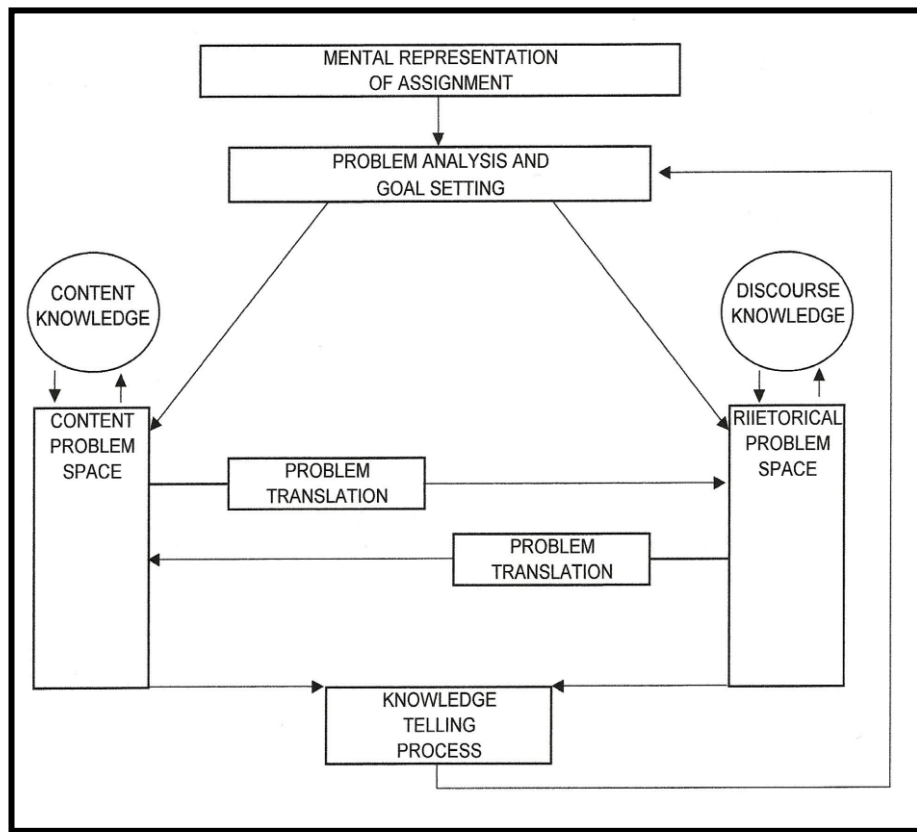 MENTAL REPRESENTATION
OF ASSIGNMENT
PROBLEM ANALYSIS AND
GOAL SETTING
CONTENT
KNOWLEDGE
DISCOURSE
KNOWLEDGE
CONTENT
PROBLEM
SPACE
RIIETORICAL
PROBLEM
SPACE
PROBLEM
TRANSLATION
PROBLEM
TRANSLATION
KNOWLEDGE
TELLING
PROCESS